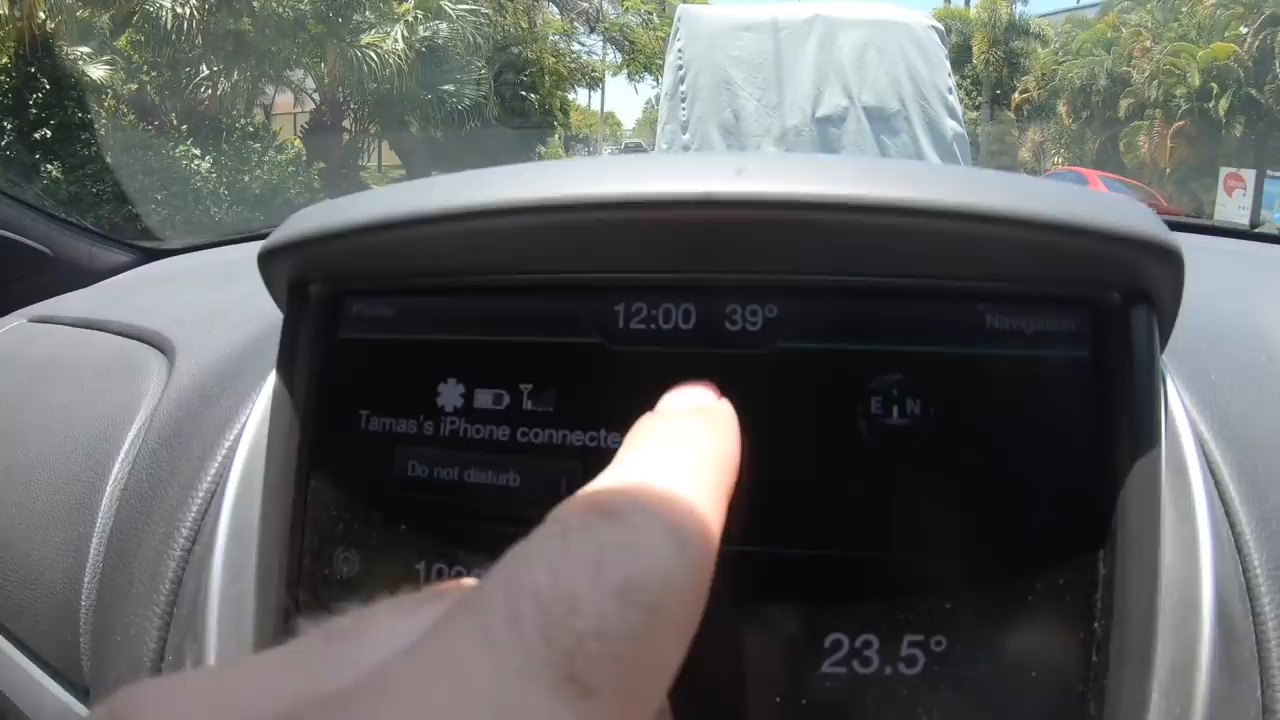 Phone
12:00 39°
Navigation
E N
Tamas's iPhone connecte
Do not disturb
23.5°